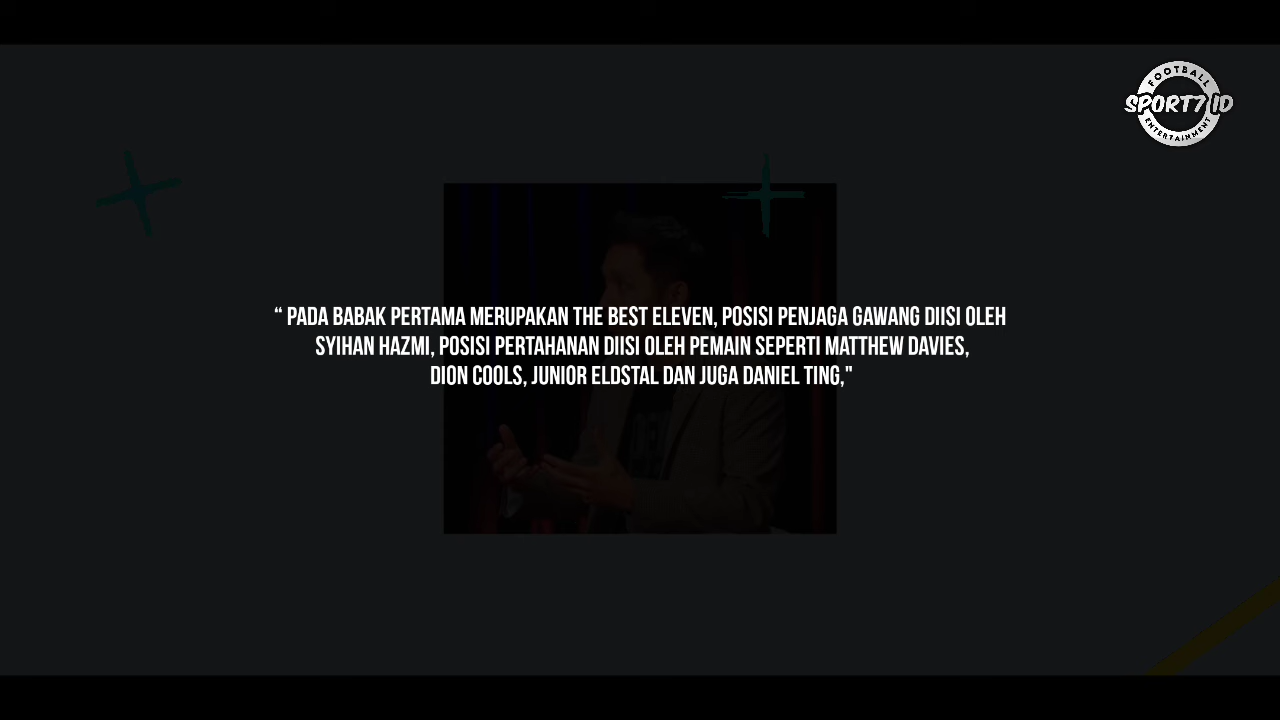 FOOTBALL
SPORT7 ID
ENTERTAINMENT
“ PADA BABAK PERTAMA MERUPAKAN THE BEST ELEVEN, POSISI PENJAGA GAWANG DIISI OLEH
SYIHAN HAZMI, POSISI PERTAHANAN DIISI OLEH PEMAIN SEPERTI MATTHEW DAVIES,
DION COOLS, JUNIOR ELDSTAL DAN JUGA DANIEL TING,"